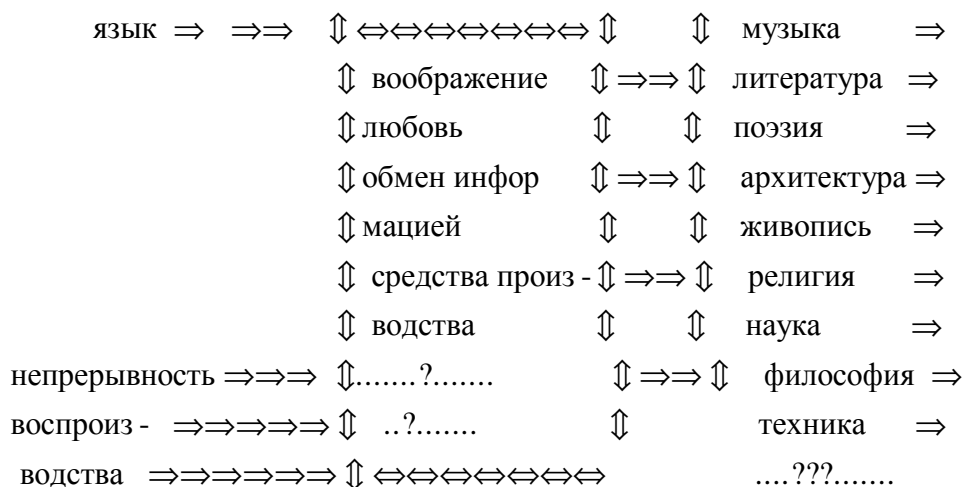 язык ⇒ ⇒⇒ ⇕ ⇔⇔⇔⇔⇔⇔⇔ ⇕ ⇕ музыка ⇒
⇕ воображение ⇕ ⇒⇒ ⇕ литература ⇒
⇕ любовь ⇕ ⇕ поэзия ⇒
⇕ обмен инфор ⇕ ⇒⇒ ⇕ архитектура ⇒
⇕ мацией ⇕ ⇕ живопись ⇒
⇕ средства произ - ⇕ ⇒⇒ ⇕ религия ⇒
⇕ водства ⇕ ⇕ наука ⇒
непрерывность ⇒⇒⇒ ⇕.......?....... ⇕ ⇒⇒ ⇕ философия ⇒
воспроиз - ⇒⇒⇒⇒⇒ ⇕ ..?....... ⇕ техника ⇒
водства ⇒⇒⇒⇒⇒⇒ ⇕ ⇔⇔⇔⇔⇔⇔⇔ ....???.......